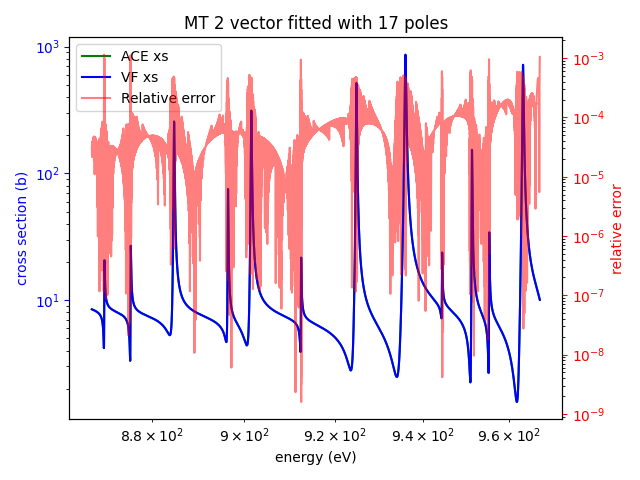 MT 2 vector fitted with 17 poles
ACE xs
VF xs
Relative error
cross section (b)
10³
10²
10¹
10⁻³
10⁻⁴
10⁻⁵
10⁻⁶
10⁻⁷
10⁻⁸
10⁻⁹
relative error
8.8 × 10² 9 × 10² 9.2 × 10² 9.4 × 10² 9.6 × 10²
energy (eV)